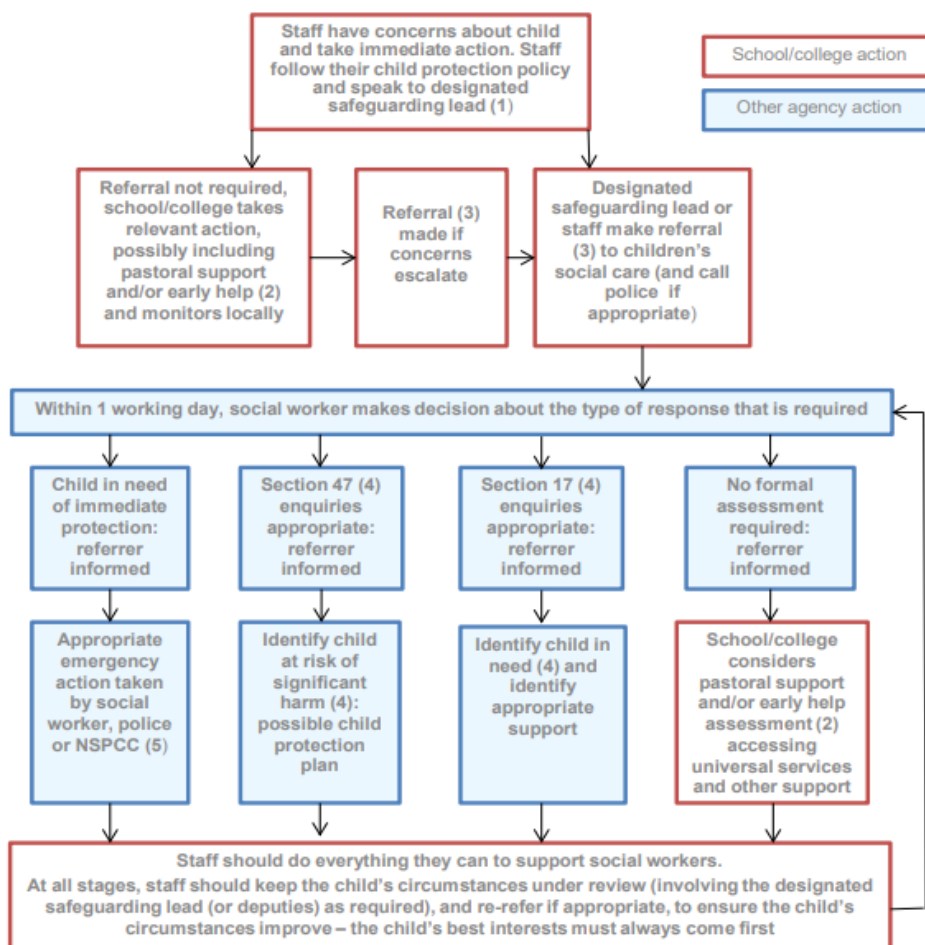 Staff have concerns about child
and take immediate action. Staff
follow their child protection policy
and speak to designated
safeguarding lead (1)
School/college action
Other agency action
Referral not required,
school/college takes
relevant action,
possibly including
pastoral support
and/or early help (2)
and monitors locally
Referral (3)
made if
concerns
escalate
Designated
safeguarding lead or
staff make referral
(3) to children’s
social care (and call
police if
appropriate)
Within 1 working day, social worker makes decision about the type of response that is required
Child in need
of immediate
protection:
referrer
informed
Section 47 (4)
enquiries
appropriate:
referrer
informed
Section 17 (4)
enquiries
appropriate:
referrer
informed
No formal
assessment
required:
referrer
informed
Appropriate
emergency
action taken
by social
worker, police
or NSPCC (5)
Identify child
at risk of
significant
harm (4):
possible child
protection
plan
Identify child in
need (4) and
identify
appropriate
support
School/college
considers
pastoral support
and/or early help
assessment (2)
accessing
universal services
and other support
Staff should do everything they can to support social workers.
At all stages, staff should keep the child’s circumstances under review (involving the designated
safeguarding lead (or deputies) as required), and re-refer if appropriate, to ensure the child’s
circumstances improve – the child’s best interests must always come first